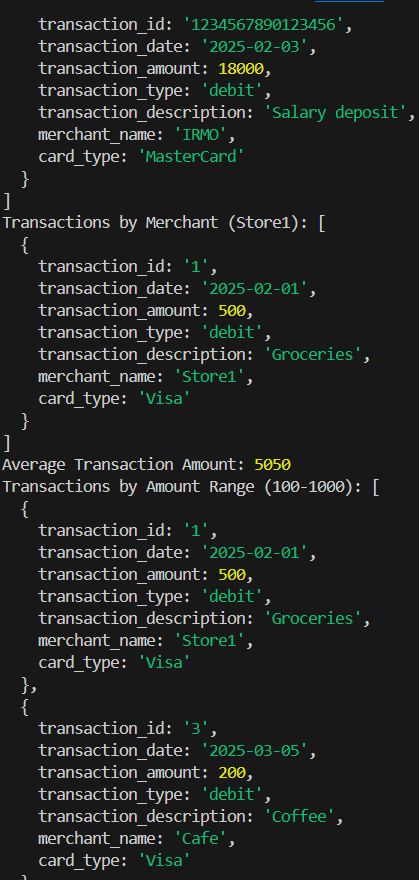 transaction_id: '1234567890123456',
transaction_date: '2025-02-03',
transaction_amount: 18000,
transaction_type: 'debit',
transaction_description: 'Salary deposit',
merchant_name: 'IRMO',
card_type: 'MasterCard'
}
]
Transactions by Merchant (Store1): [
{
transaction_id: '1',
transaction_date: '2025-02-01',
transaction_amount: 500,
transaction_type: 'debit',
transaction_description: 'Groceries',
merchant_name: 'Store1',
card_type: 'Visa'
}
]
Average Transaction Amount: 5050
Transactions by Amount Range (100-1000): [
{
transaction_id: '1',
transaction_date: '2025-02-01',
transaction_amount: 500,
transaction_type: 'debit',
transaction_description: 'Groceries',
merchant_name: 'Store1',
card_type: 'Visa'
},
{
transaction_id: '3',
transaction_date: '2025-03-05',
transaction_amount: 200,
transaction_type: 'debit',
transaction_description: 'Coffee',
merchant_name: 'Cafe',
card_type: 'Visa'
}